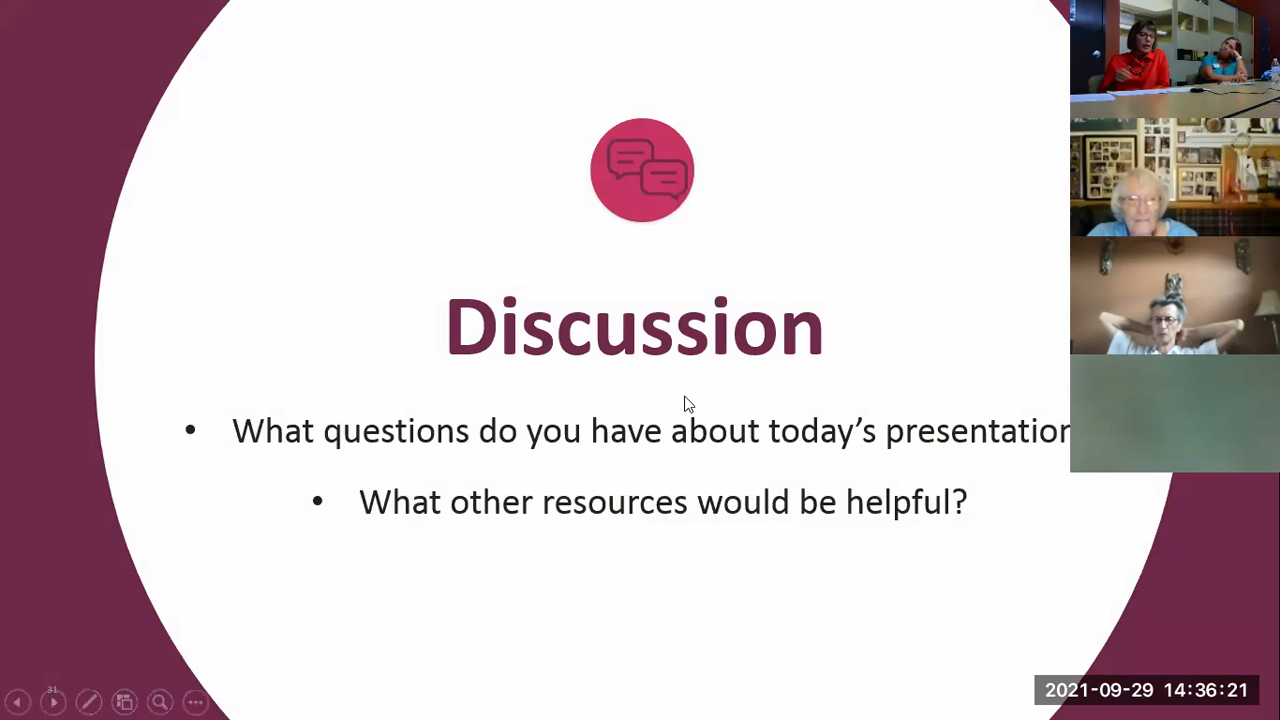 Discussion
• What questions do you have about today’s presentation
• What other resources would be helpful?
31
2021-09-29 14:36:21